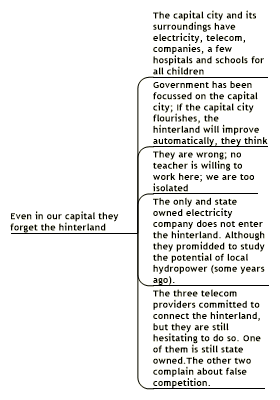 The capital city and its
surroundings have
electricity, telecom,
companies, a few
hospitals and schools for
all children
Government has been
focussed on the capital
city; If the capital city
flourishes, the
hinterland will improve
automatically, they think
They are wrong; no
teacher is willing to
work here; we are too
isolated
Even in our capital they
forget the hinterland
The only and state
owned electricity
company does not enter
the hinterland. Although
they promidded to study
the potential of local
hydropower (some years
ago).
The three telecom
providers committed to
connect the hinterland,
but they are still
hesitating to do so. One
of them is still state
owned.The other two
complain about false
competition.